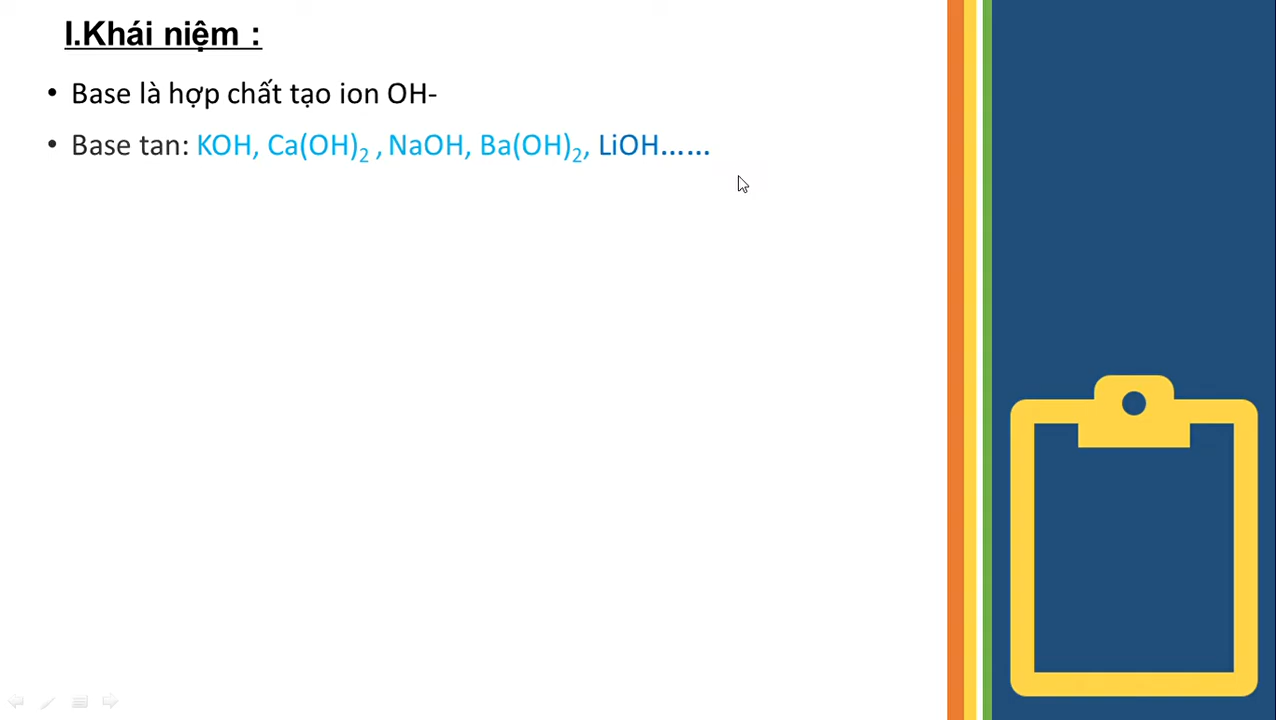 I.Khái niệm :
• Base là hợp chất tạo ion OH-
• Base tan: KOH, Ca(OH)₂ , NaOH, Ba(OH)₂, LiOH......